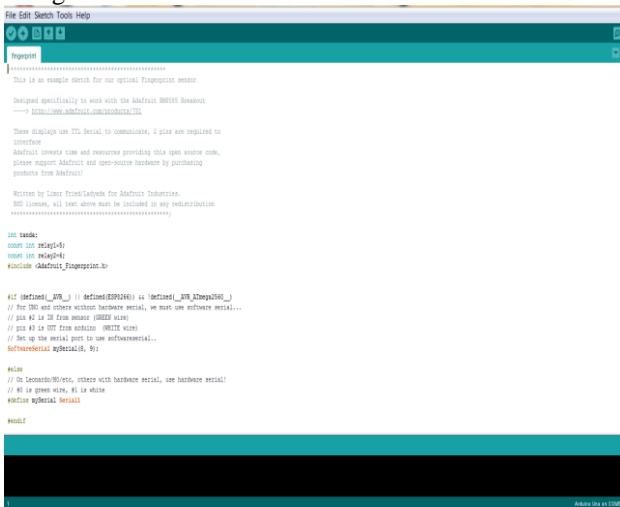 File Edit Sketch Tools Help
fingerprint
This is an example sketch for our optical Fingerprint sensor
Designed specifically to work with the Adafruit BMP085 Breakout
----> http://www.adafruit.com/products/751
These displays use TTL Serial to communicate, 2 pins are required to
interface
Adafruit invests time and resources providing this open source code,
please support Adafruit and open-source hardware by purchasing
products from Adafruit!
Written by Limor Fried/Ladyada for Adafruit Industries.
BSD license, all text above must be included in any redistribution
****************************************************/
int tanda;
const int relay1=5;
const int relay2=6;
#include <Adafruit_Fingerprint.h>
#if (defined(__AVR__) || defined(ESP8266)) && !defined(__AVR_ATmega2560__)
// For UNO and others without hardware serial, we must use software serial...
// pin #2 is IN from sensor (GREEN wire)
// pin #3 is OUT from arduino (WHITE wire)
// Set up the serial port to use softwareserial..
SoftwareSerial mySerial(8, 9);
#else
// On Leonardo/M0/etc, others with hardware serial, use hardware serial!
// #0 is green wire, #1 is white
#define mySerial Serial1
#endif
1
Arduino Uno on